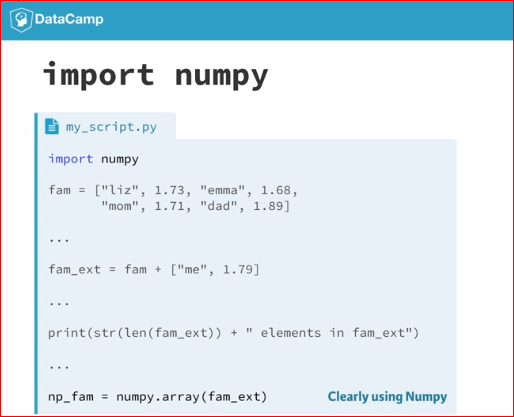 DataCamp
import numpy
my_script.py
import numpy
fam = ["liz", 1.73, "emma", 1.68,
       "mom", 1.71, "dad", 1.89]
...
fam_ext = fam + ["me", 1.79]
...
print(str(len(fam_ext)) + " elements in fam_ext")
...
np_fam = numpy.array(fam_ext) Clearly using Numpy